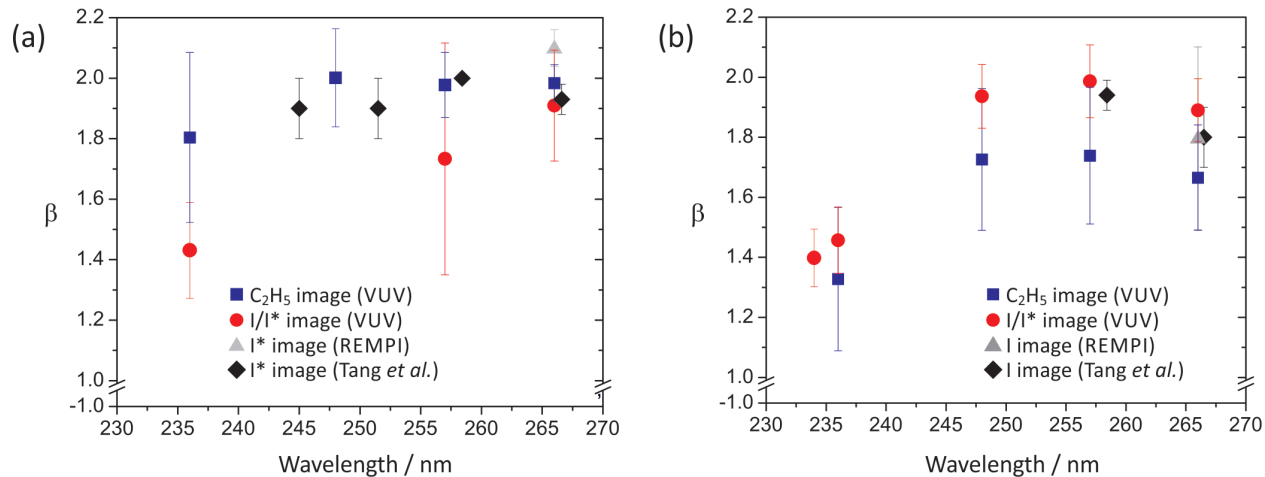 (a)
2.2
2.0
1.8
1.6
1.4
1.2
1.0
-1.0
β
C₂H₅ image (VUV)
I/I* image (VUV)
I* image (REMPI)
I* image (Tang et al.)
230 235 240 245 250 255 260 265 270
Wavelength / nm
(b)
2.2
2.0
1.8
1.6
1.4
1.2
1.0
-1.0
β
C₂H₅ image (VUV)
I/I* image (VUV)
I image (REMPI)
I image (Tang et al.)
230 235 240 245 250 255 260 265 270
Wavelength / nm